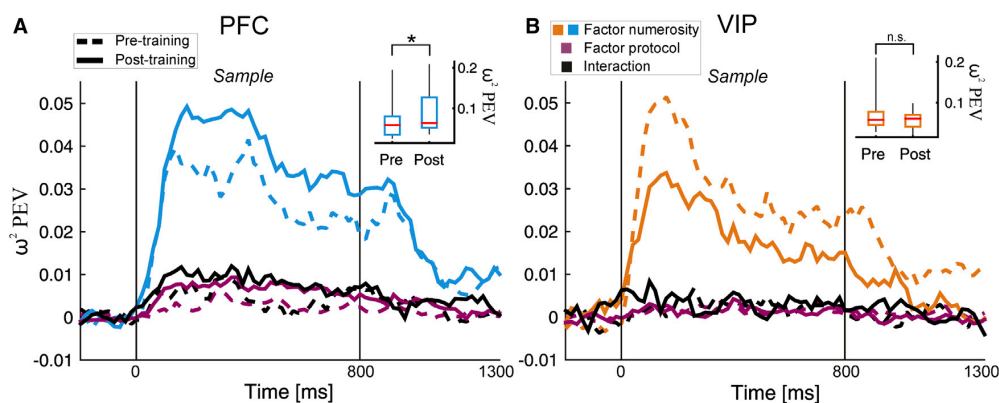 A
PFC
Pre-training
Post-training
Sample
*
0.2
0.1
ω² PEV
Pre
Post
0.05
0.04
0.03
0.02
0.01
0
-0.01
ω² PEV
0
800
1300
Time [ms]
B
VIP
Factor numerosity
Factor protocol
Interaction
Sample
n.s.
0.2
0.1
ω² PEV
Pre
Post
0.05
0.04
0.03
0.02
0.01
0
-0.01
0
800
1300
Time [ms]